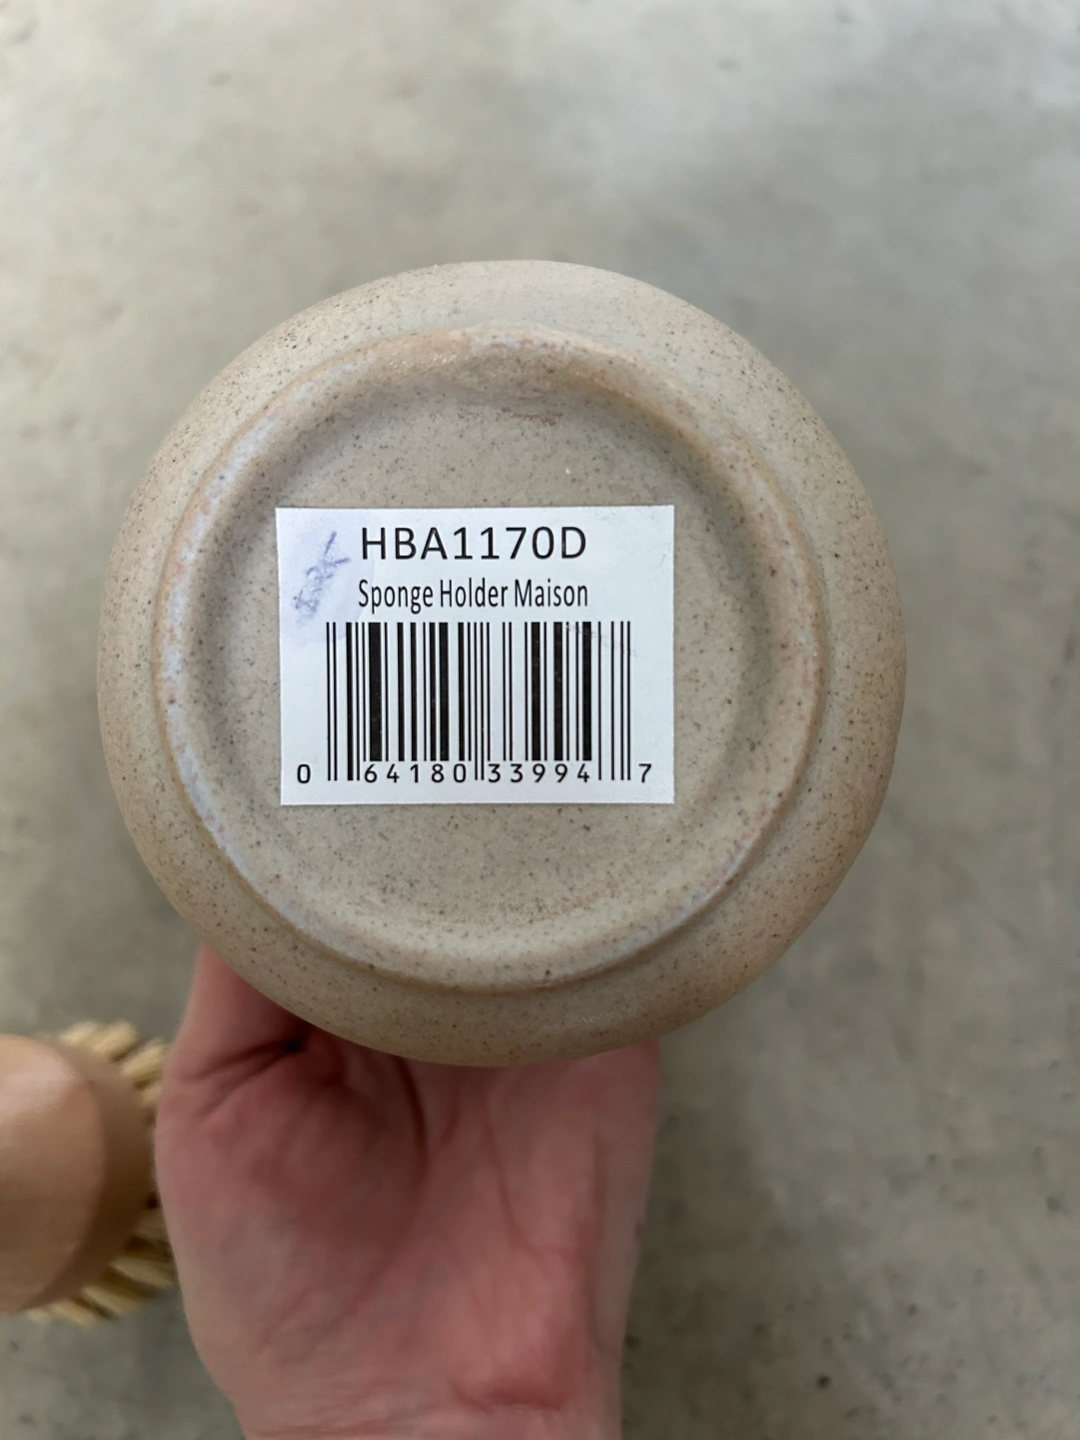 HBA1170D
Sponge Holder Maison
0 64180 33994 7